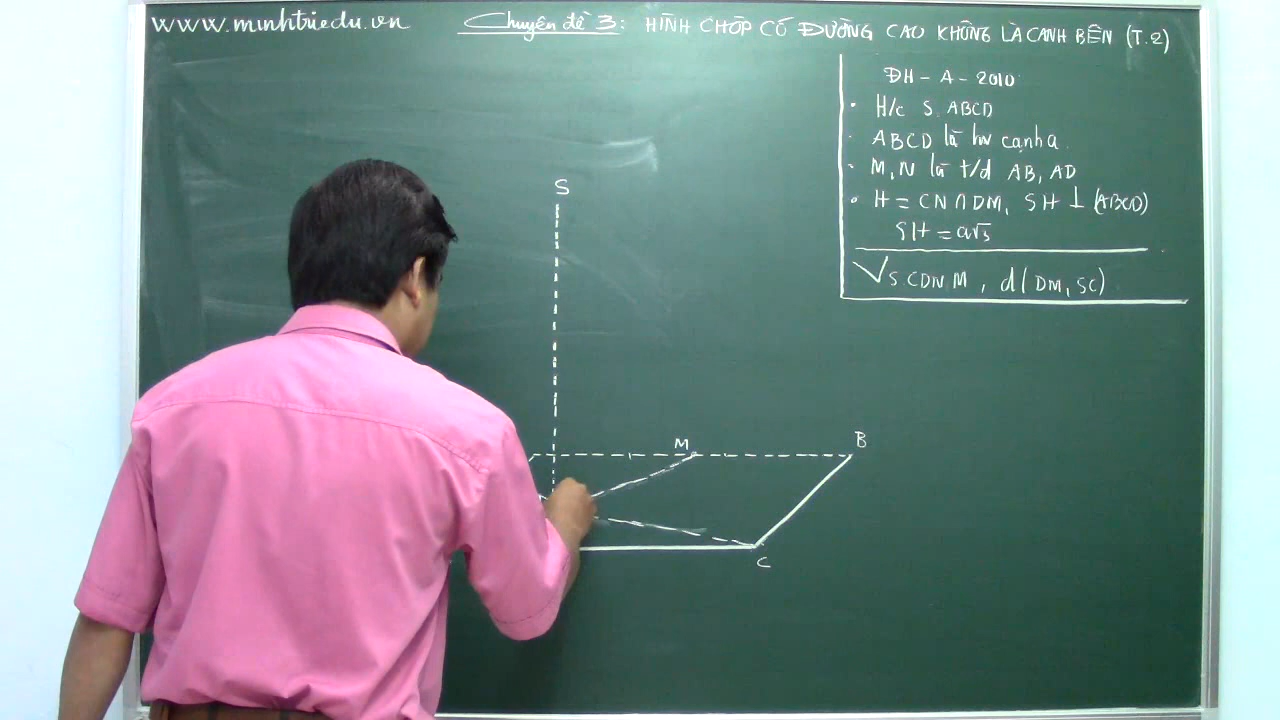 www.minhtriedu.vn
Chuyên đề 3: HÌNH CHÓP CÓ ĐƯỜNG CAO KHÔNG LÀ CẠNH BÊN (T.2)
ĐH - A - 2010
• H/c S.ABCD
• ABCD là hv cạnh a.
• M, N là t/đ AB, AD
• H = CN ∩ DM, SH ⊥ (ABCD)
SH = a√3
V S CDNM, d(DM, SC)
S
M
B
C